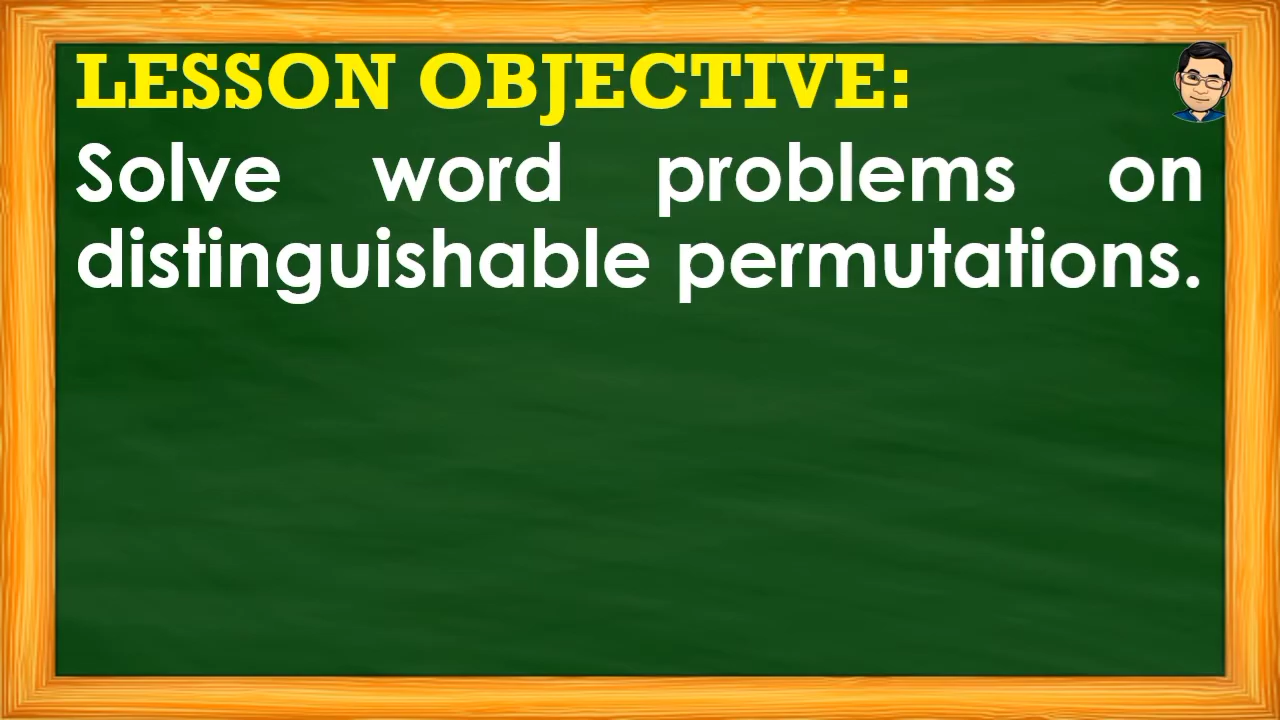 LESSON OBJECTIVE:
Solve word problems on
distinguishable permutations.